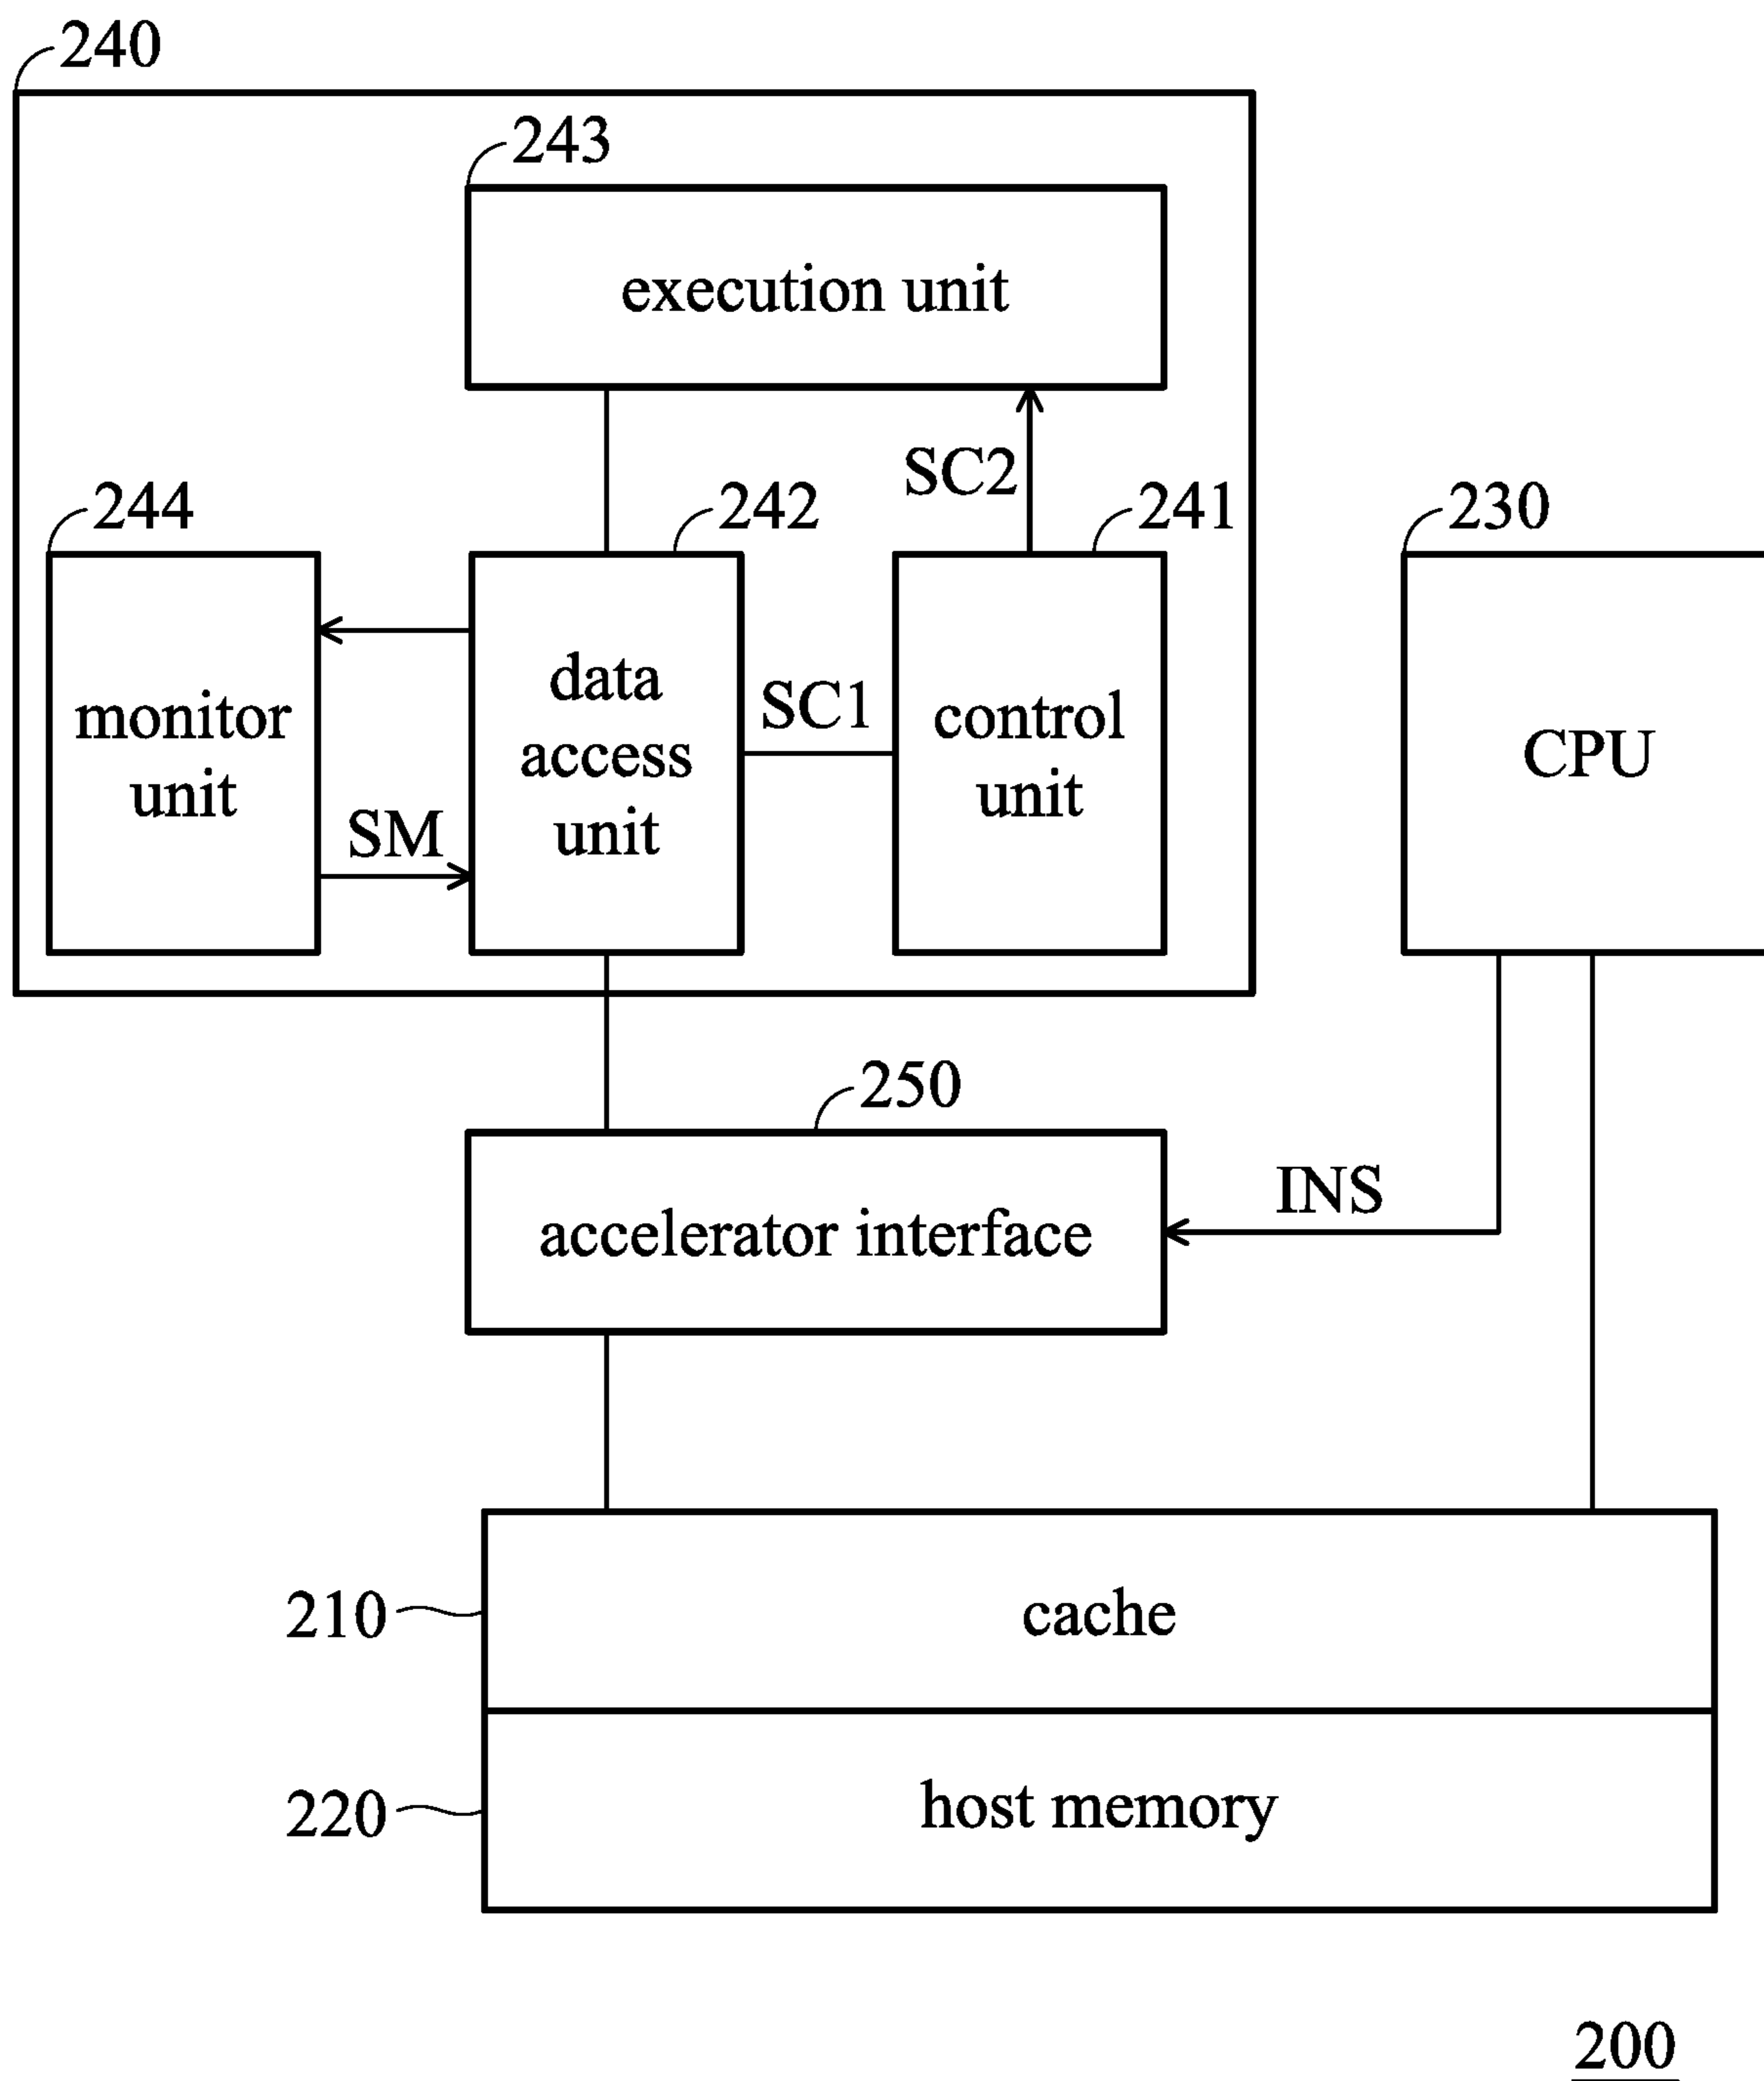 240
243
execution unit
SC2
244
242
241
230
monitor
unit
SM
data
access
unit
SC1
control
unit
CPU
250
accelerator interface
INS
210
cache
220
host memory
200